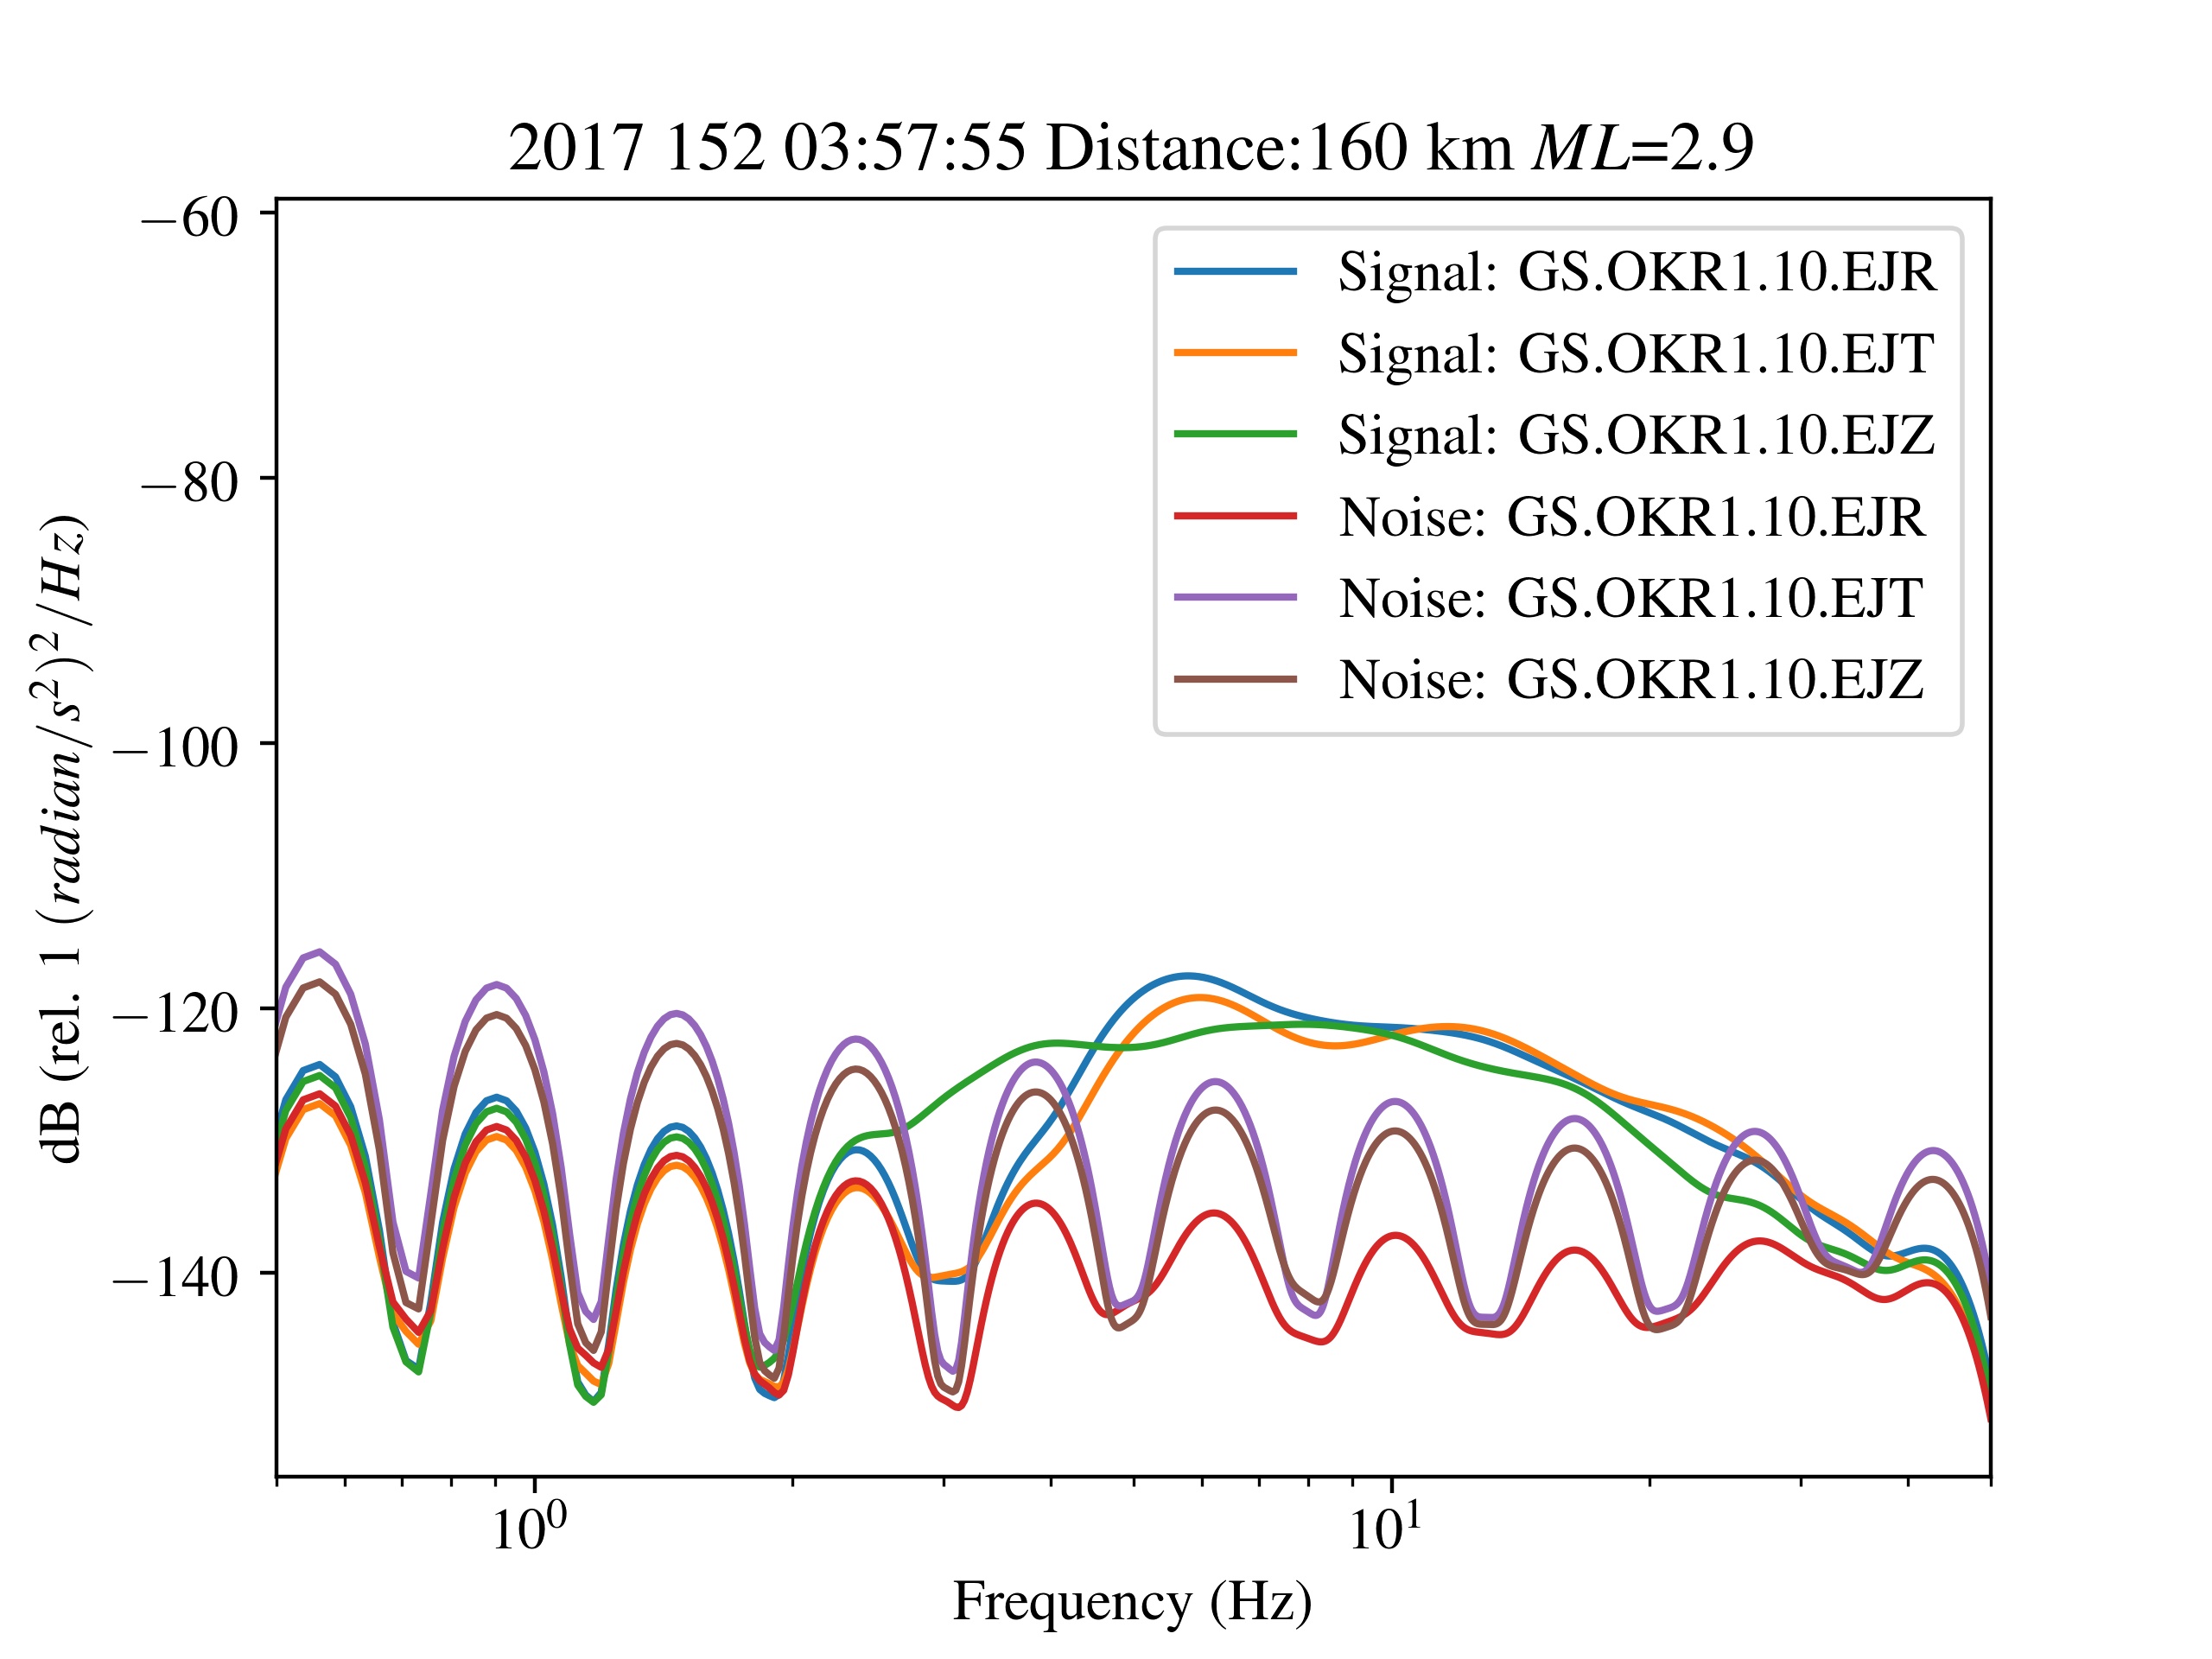 2017 152 03:57:55 Distance:160 km ML=2.9
dB (rel. 1 (radian/s²)²/Hz)
−60
−80
−100
−120
−140
Signal: GS.OKR1.10.EJR
Signal: GS.OKR1.10.EJT
Signal: GS.OKR1.10.EJZ
Noise: GS.OKR1.10.EJR
Noise: GS.OKR1.10.EJT
Noise: GS.OKR1.10.EJZ
10⁰ 10¹
Frequency (Hz)